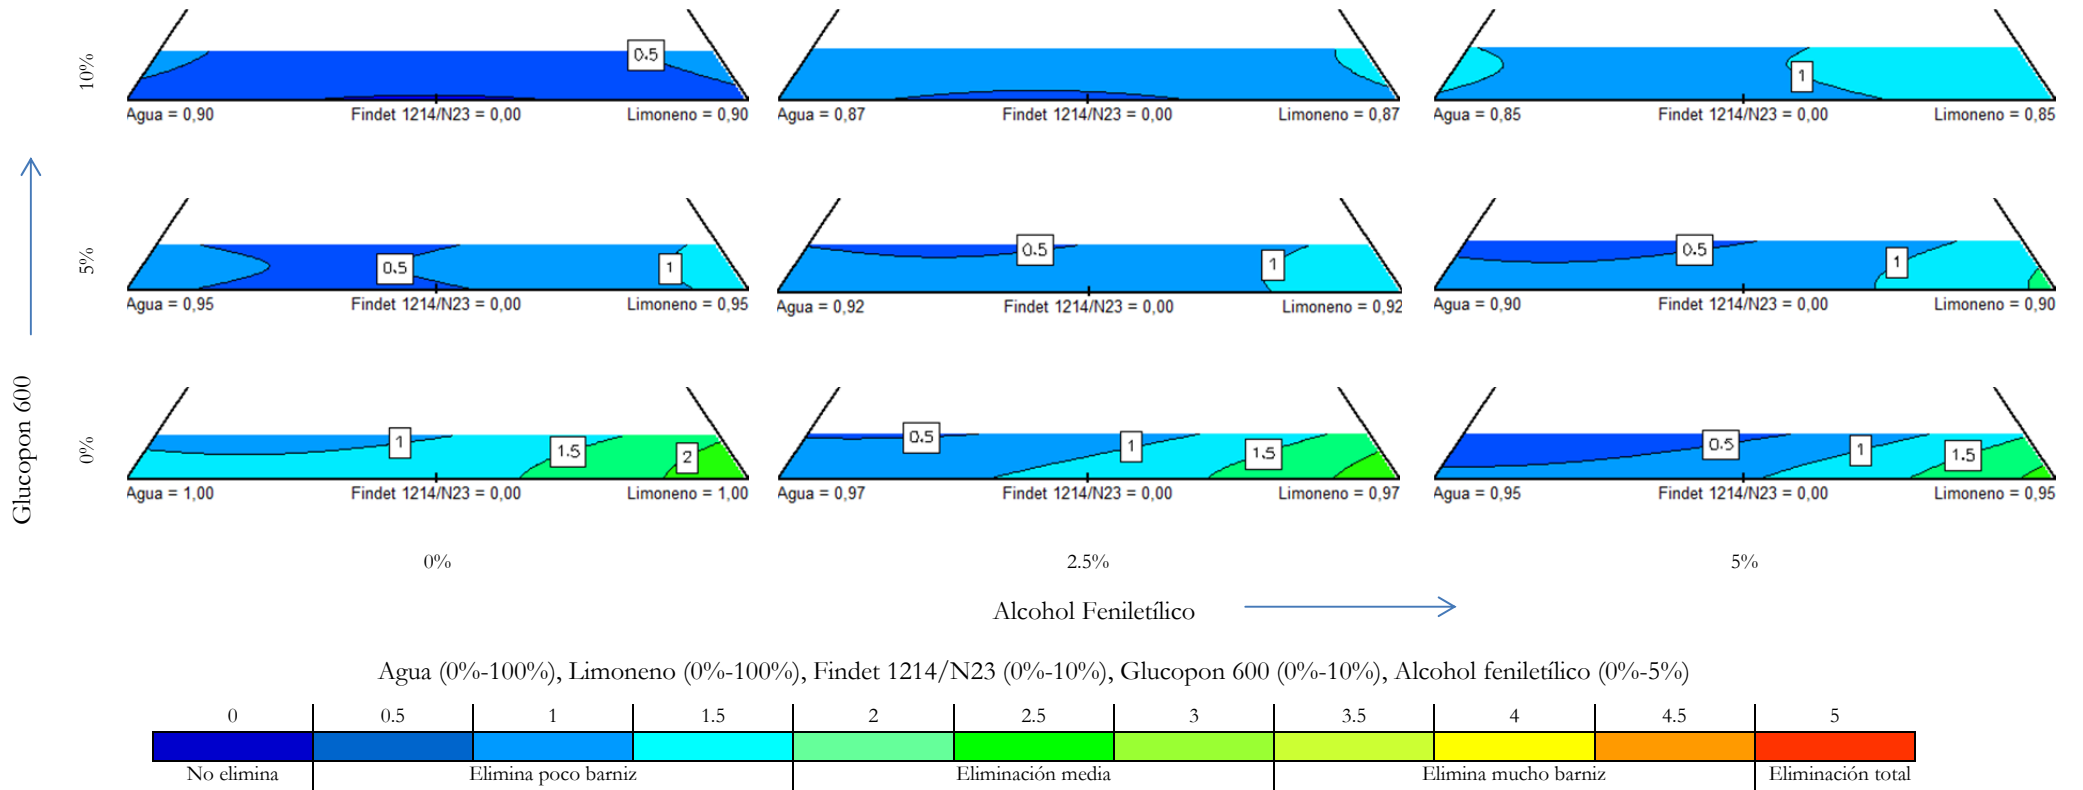 10%
0.5
1
Agua = 0,90 Findet 1214/N23 = 0,00 Limoneno = 0,90
Agua = 0,87 Findet 1214/N23 = 0,00 Limoneno = 0,87
Agua = 0,85 Findet 1214/N23 = 0,00 Limoneno = 0,85
5%
0.5 1
0.5 1
0.5 1
Agua = 0,95 Findet 1214/N23 = 0,00 Limoneno = 0,95
Agua = 0,92 Findet 1214/N23 = 0,00 Limoneno = 0,92
Agua = 0,90 Findet 1214/N23 = 0,00 Limoneno = 0,90
Glucopon 600
0%
1 1.5 2
0.5 1 1.5
0.5 1 1.5
Agua = 1,00 Findet 1214/N23 = 0,00 Limoneno = 1,00
Agua = 0,97 Findet 1214/N23 = 0,00 Limoneno = 0,97
Agua = 0,95 Findet 1214/N23 = 0,00 Limoneno = 0,95
0% 2.5% 5%
Alcohol Feniletílico
Agua (0%-100%), Limoneno (0%-100%), Findet 1214/N23 (0%-10%), Glucopon 600 (0%-10%), Alcohol feniletílico (0%-5%)
0 0.5 1 1.5 2 2.5 3 3.5 4 4.5 5
No elimina Elimina poco barniz Eliminación media Elimina mucho barniz Eliminación total